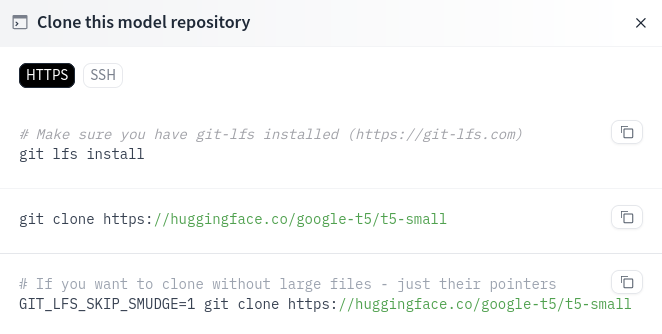 Clone this model repository
HTTPS SSH
# Make sure you have git-lfs installed (https://git-lfs.com)
git lfs install
git clone https://huggingface.co/google-t5/t5-small
# If you want to clone without large files - just their pointers
GIT_LFS_SKIP_SMUDGE=1 git clone https://huggingface.co/google-t5/t5-small